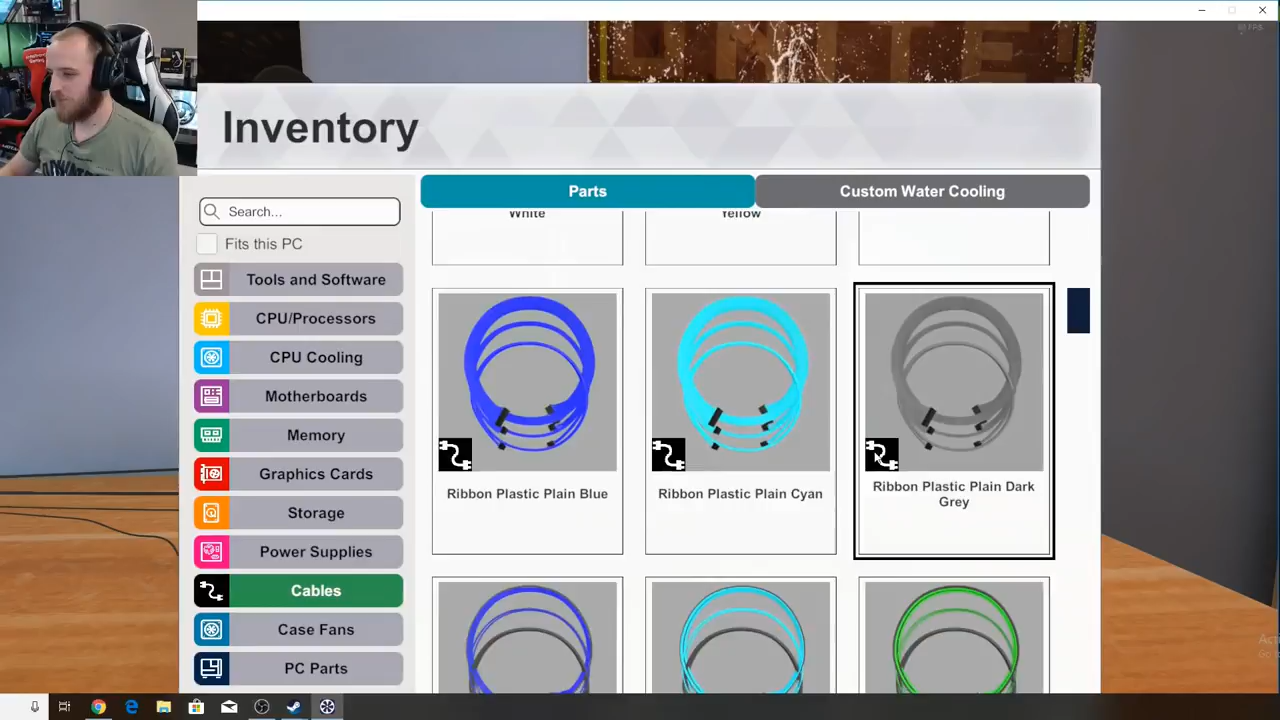 Inventory
Parts
Custom Water Cooling
Search...
Fits this PC
Tools and Software
CPU/Processors
CPU Cooling
Motherboards
Memory
Graphics Cards
Storage
Power Supplies
Cables
Case Fans
PC Parts
White
Yellow
Ribbon Plastic Plain Blue
Ribbon Plastic Plain Cyan
Ribbon Plastic Plain Dark
Grey